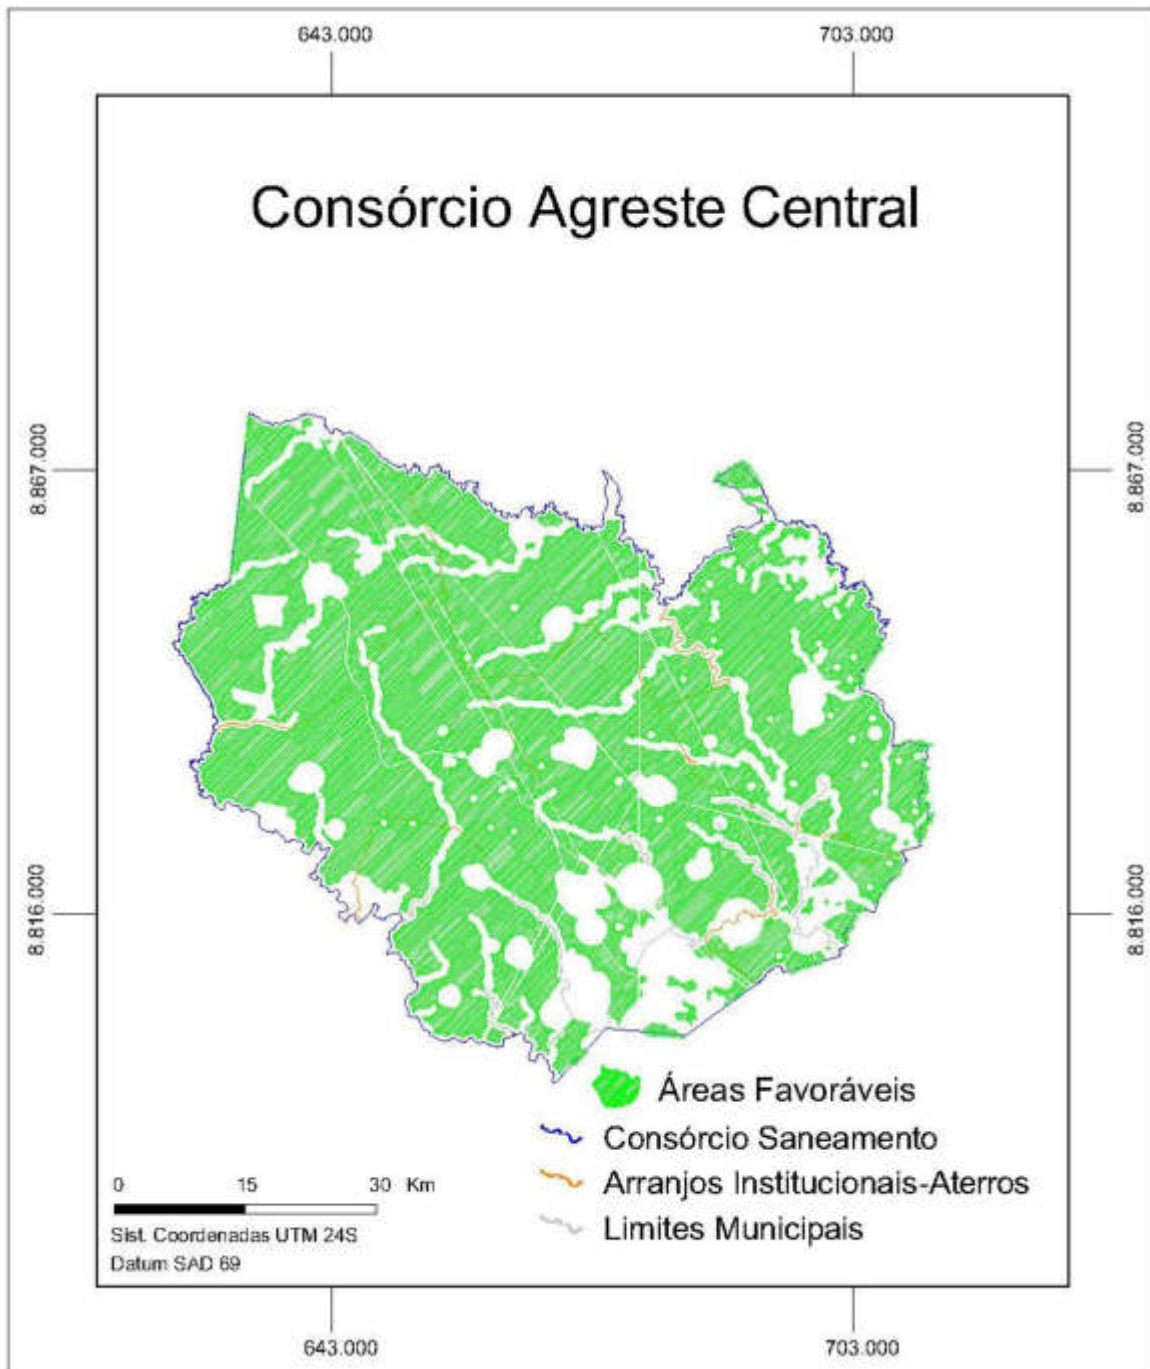 643.000 703.000
Consórcio Agreste Central
8.867.000 8.867.000
8.816.000 8.816.000
Áreas Favoráveis
Consórcio Saneamento
Arranjos Institucionais-Aterros
Limites Municipais
0 15 30 Km
Sist. Coordenadas UTM 24S
Datum SAD 69
643.000 703.000